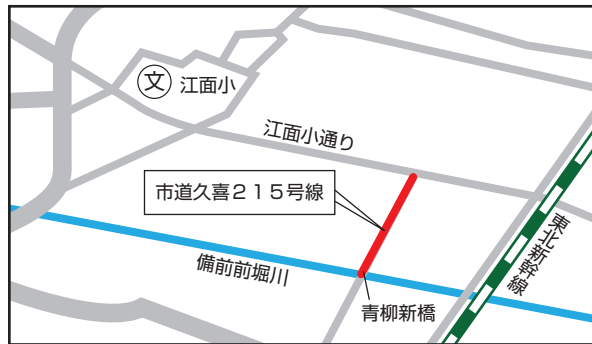 文
江面小
江面小通り
市道久喜２１５号線
備前前堀川
青柳新橋
東北新幹線